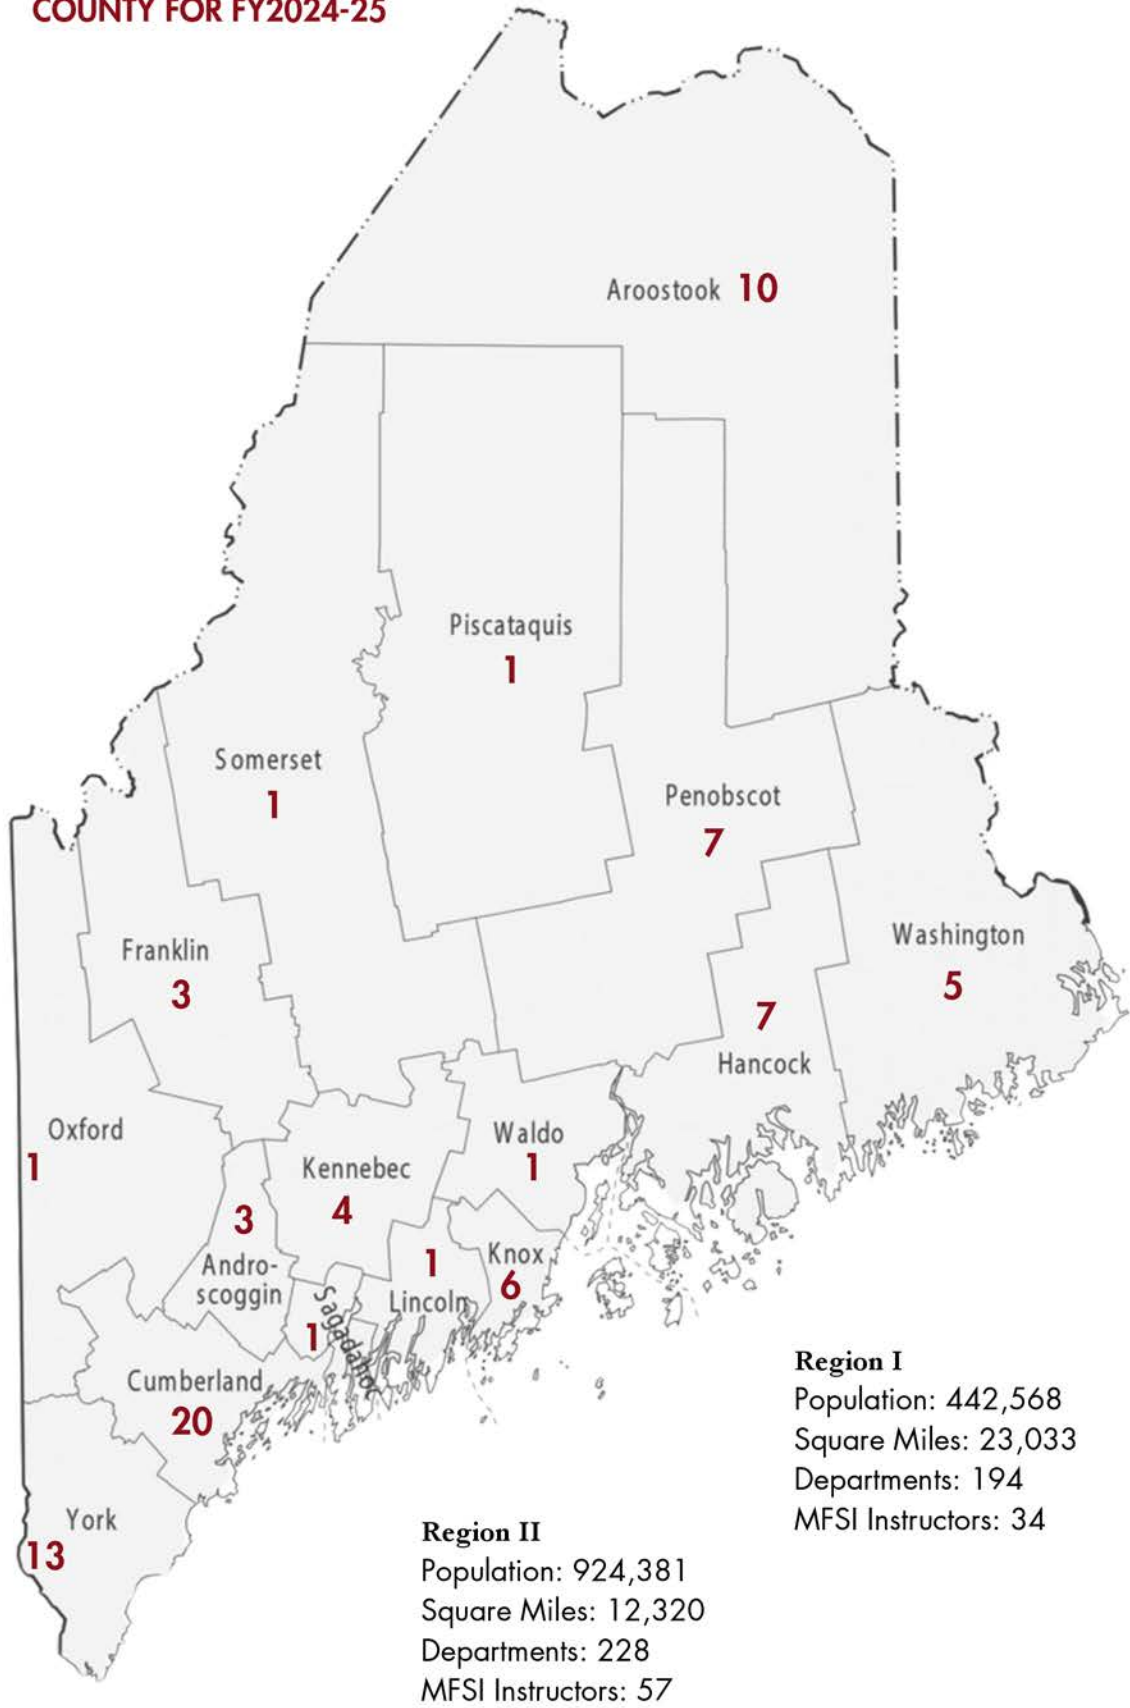 COUNTY FOR FY2024-25
Aroostook 10
Piscataquis
1
Somerset
1
Penobscot
7
Franklin
3
Washington
5
7
Hancock
Oxford
1
Waldo
1
Kennebec
4
3
Andro-
scoggin
1
Lincoln
Knox
6
Sagadahoc
1
Cumberland
20
York
13
Region I
Population: 442,568
Square Miles: 23,033
Departments: 194
MFSI Instructors: 34
Region II
Population: 924,381
Square Miles: 12,320
Departments: 228
MFSI Instructors: 57